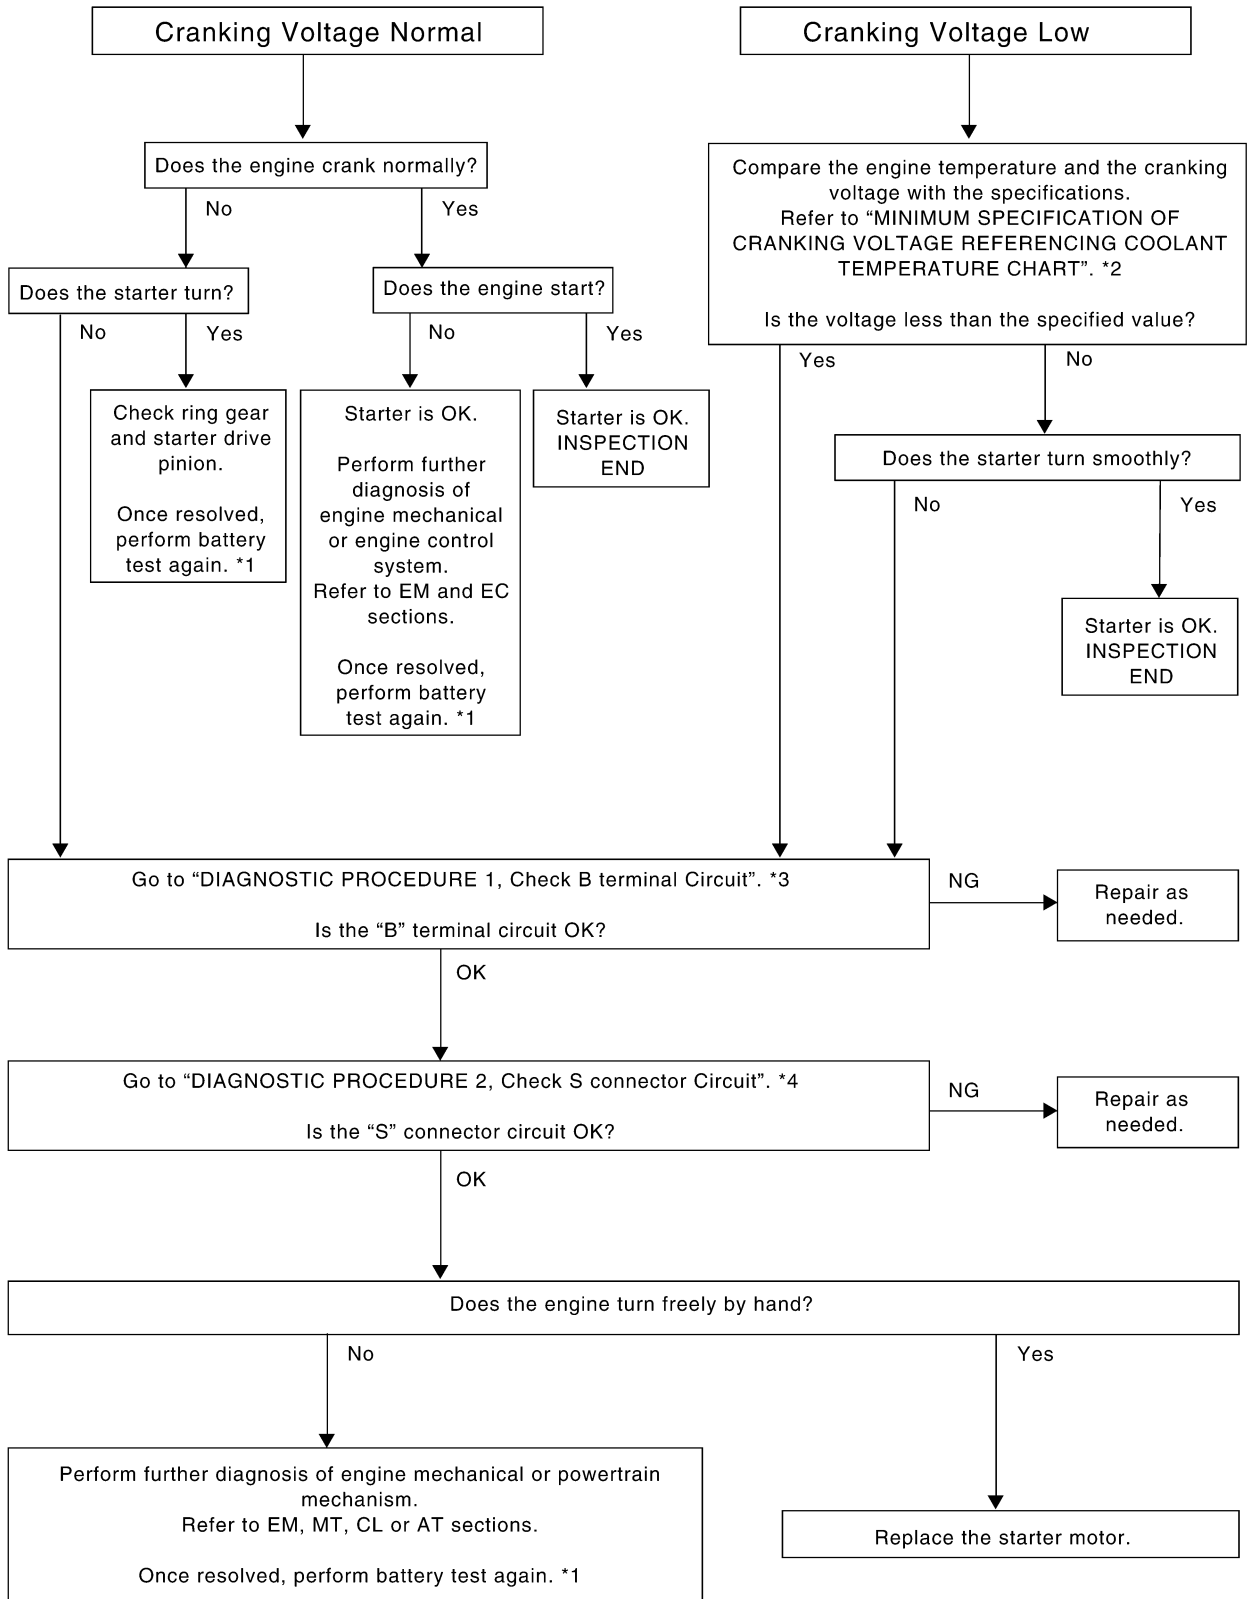 Cranking Voltage Normal
Cranking Voltage Low
Does the engine crank normally?
No
Yes
Does the starter turn?
Does the engine start?
No
Yes
No
Yes
Check ring gear
and starter drive
pinion.
Once resolved,
perform battery
test again. *1
Starter is OK.
Perform further
diagnosis of
engine mechanical
or engine control
system.
Refer to EM and EC
sections.
Once resolved,
perform battery
test again. *1
Starter is OK.
INSPECTION
END
Compare the engine temperature and the cranking
voltage with the specifications.
Refer to “MINIMUM SPECIFICATION OF
CRANKING VOLTAGE REFERENCING COOLANT
TEMPERATURE CHART”. *2
Is the voltage less than the specified value?
Yes
No
Does the starter turn smoothly?
No
Yes
Starter is OK.
INSPECTION
END
Go to “DIAGNOSTIC PROCEDURE 1, Check B terminal Circuit”. *3
Is the “B” terminal circuit OK?
NG
Repair as
needed.
OK
Go to “DIAGNOSTIC PROCEDURE 2, Check S connector Circuit”. *4
Is the “S” connector circuit OK?
NG
Repair as
needed.
OK
Does the engine turn freely by hand?
No
Yes
Perform further diagnosis of engine mechanical or powertrain
mechanism.
Refer to EM, MT, CL or AT sections.
Once resolved, perform battery test again. *1
Replace the starter motor.